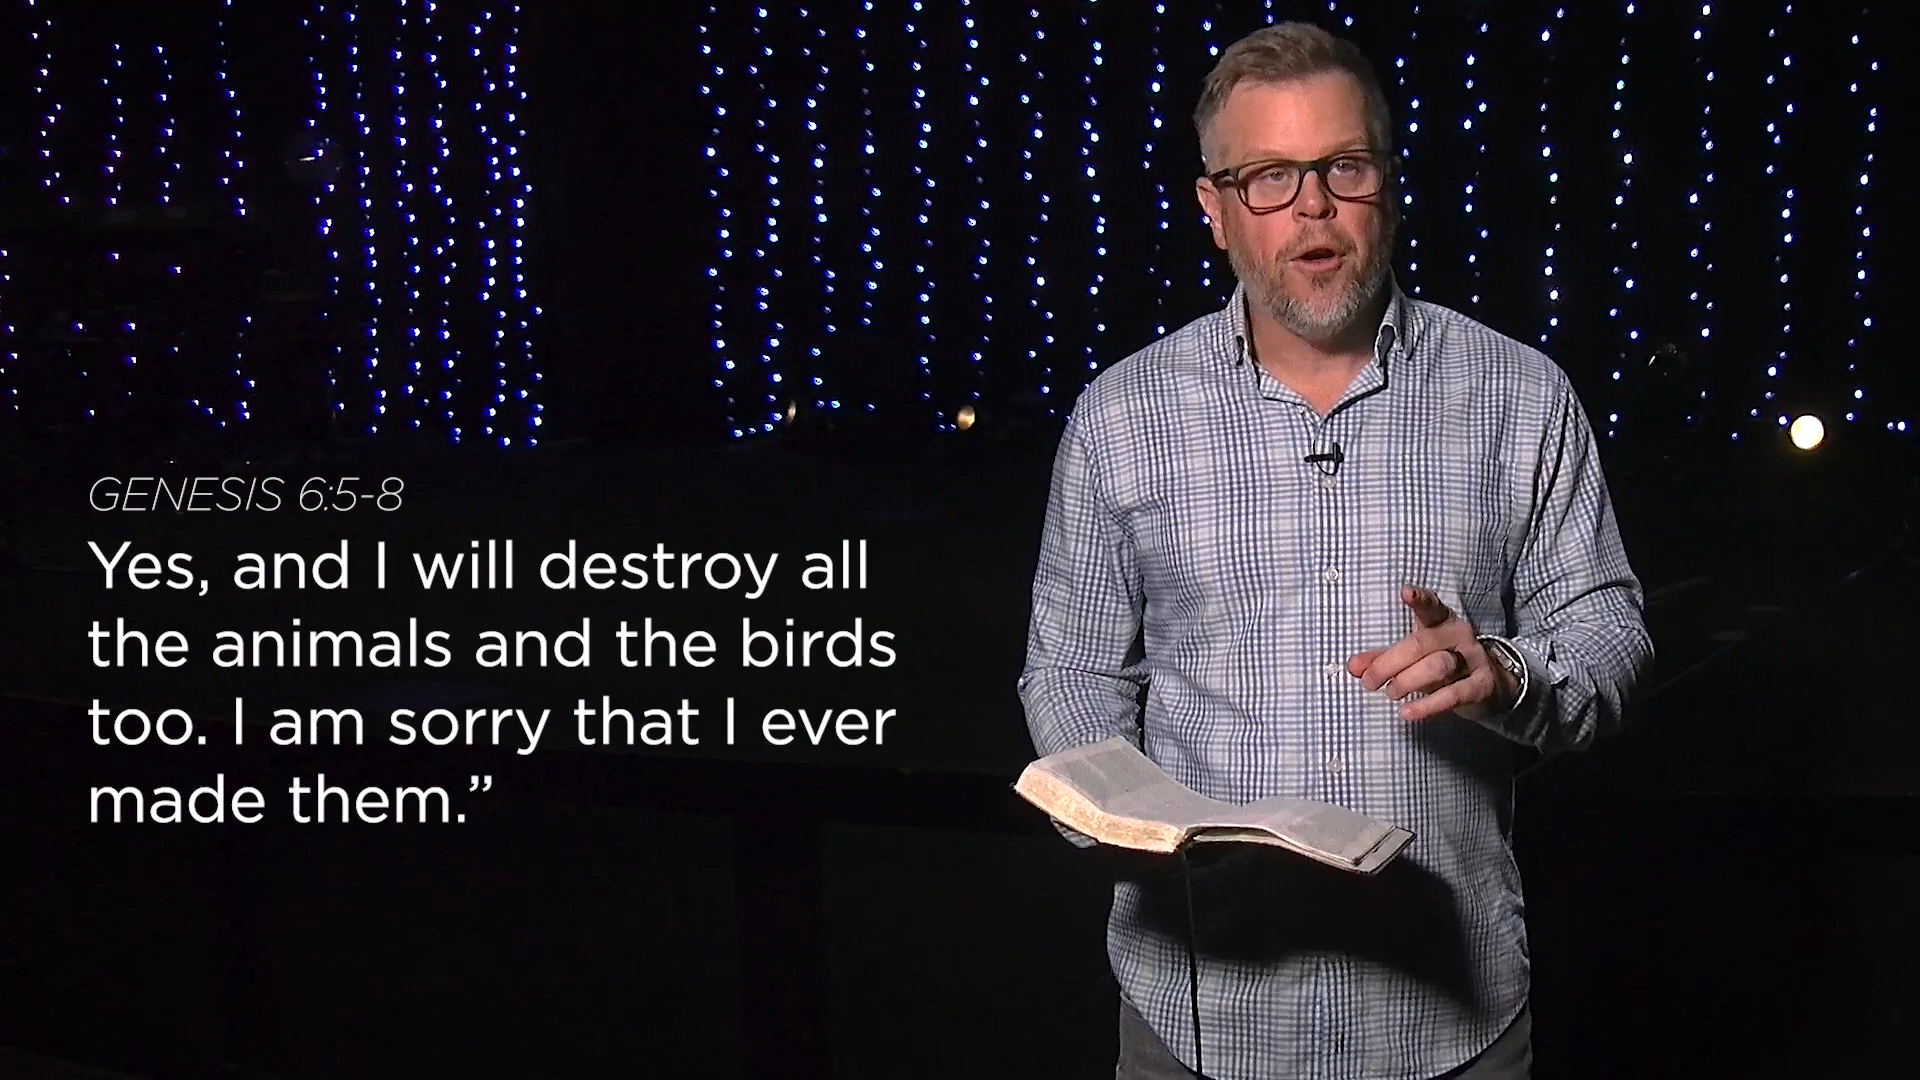 GENESIS 6:5-8
Yes, and I will destroy all
the animals and the birds
too. I am sorry that I ever
made them.”